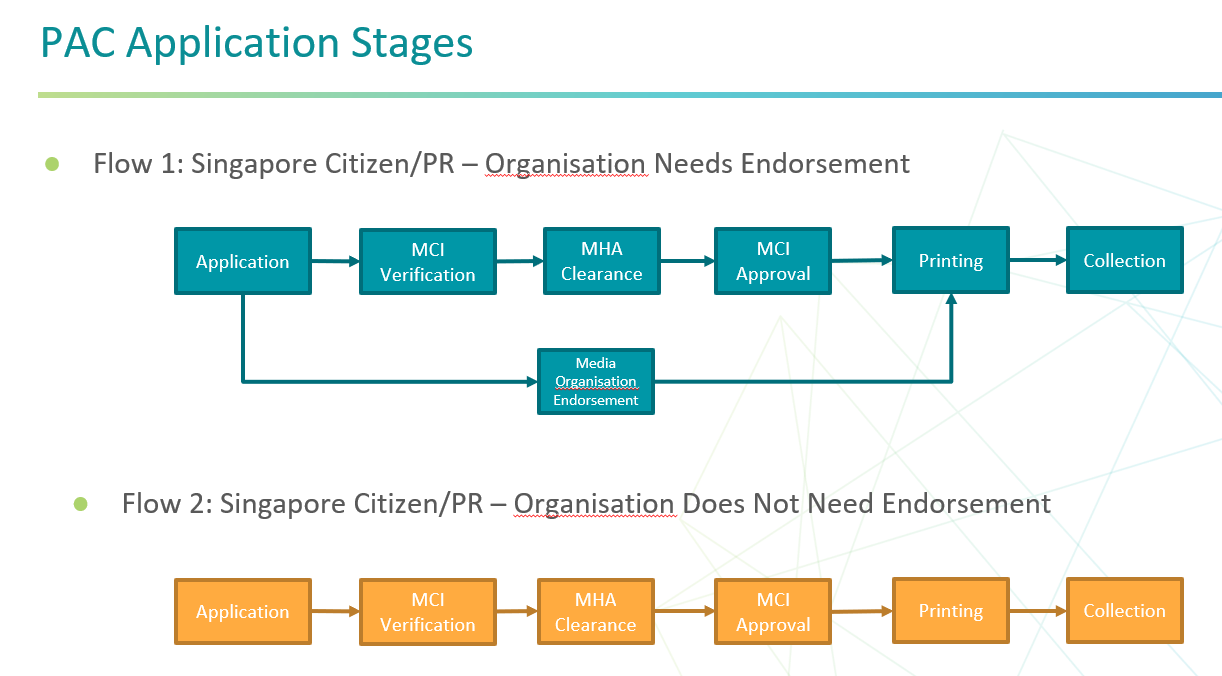 PAC Application Stages
Flow 1: Singapore Citizen/PR – Organisation Needs Endorsement
Application
MCI
Verification
MHA
Clearance
MCI
Approval
Printing
Collection
Media
Organisation
Endorsement
Flow 2: Singapore Citizen/PR – Organisation Does Not Need Endorsement
Application
MCI
Verification
MHA
Clearance
MCI
Approval
Printing
Collection